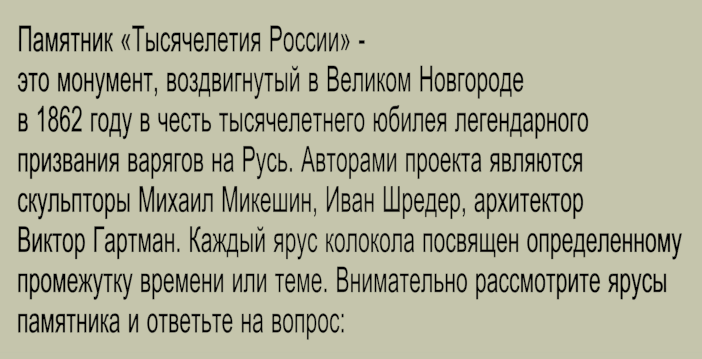 Памятник «Тысячелетия России» -
это монумент, воздвигнутый в Великом Новгороде
в 1862 году в честь тысячелетнего юбилея легендарного
призвания варягов на Русь. Авторами проекта являются
скульпторы Михаил Микешин, Иван Шредер, архитектор
Виктор Гартман. Каждый ярус колокола посвящен определенному
промежутку времени или теме. Внимательно рассмотрите ярусы
памятника и ответьте на вопрос: